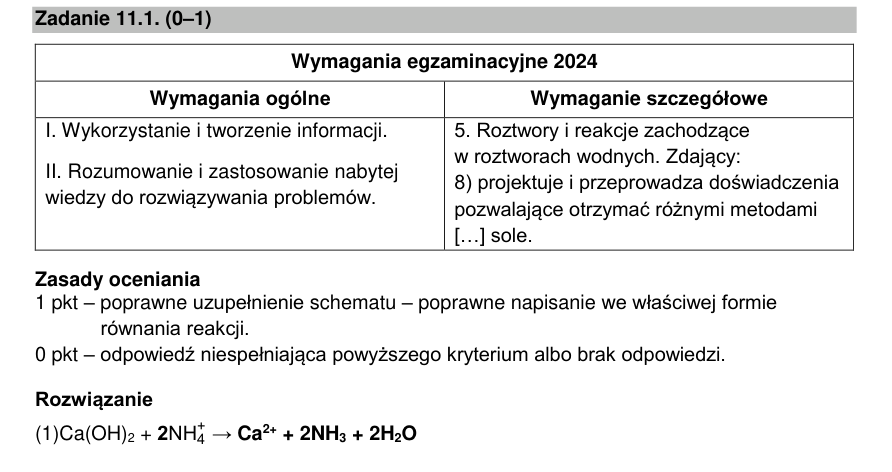 Zadanie 11.1. (0–1)
Wymagania egzaminacyjne 2024
Wymagania ogólne
Wymaganie szczegółowe
I. Wykorzystanie i tworzenie informacji.
II. Rozumowanie i zastosowanie nabytej
wiedzy do rozwiązywania problemów.
5. Roztwory i reakcje zachodzące
w roztworach wodnych. Zdający:
8) projektuje i przeprowadza doświadczenia
pozwalające otrzymać różnymi metodami
[…] sole.
Zasady oceniania
1 pkt – poprawne uzupełnienie schematu – poprawne napisanie we właściwej formie
równania reakcji.
0 pkt – odpowiedź niespełniająca powyższego kryterium albo brak odpowiedzi.
Rozwiązanie
(1)Ca(OH)₂ + 2NH₄⁺ → Ca²⁺ + 2NH₃ + 2H₂O